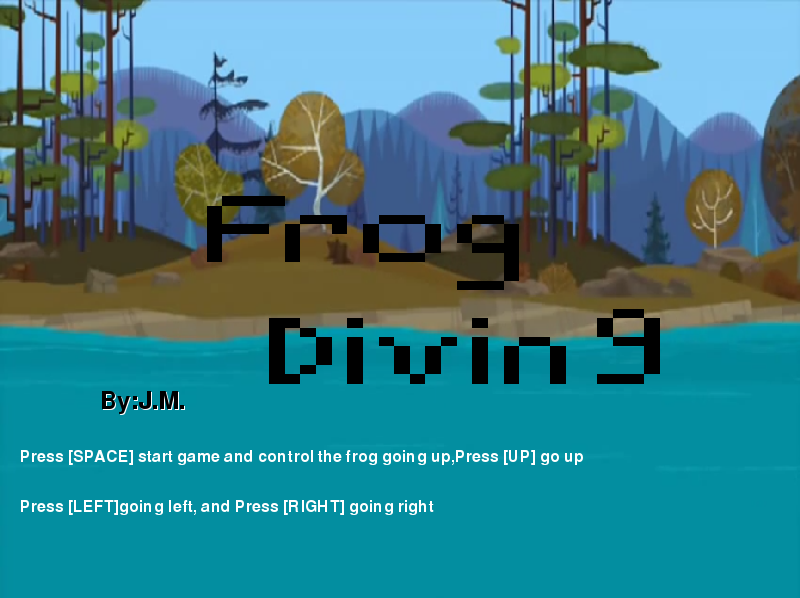 Frog
Diving
By:J.M.
Press [SPACE] start game and control the frog going up,Press [UP] go up
Press [LEFT]going left, and Press [RIGHT] going right